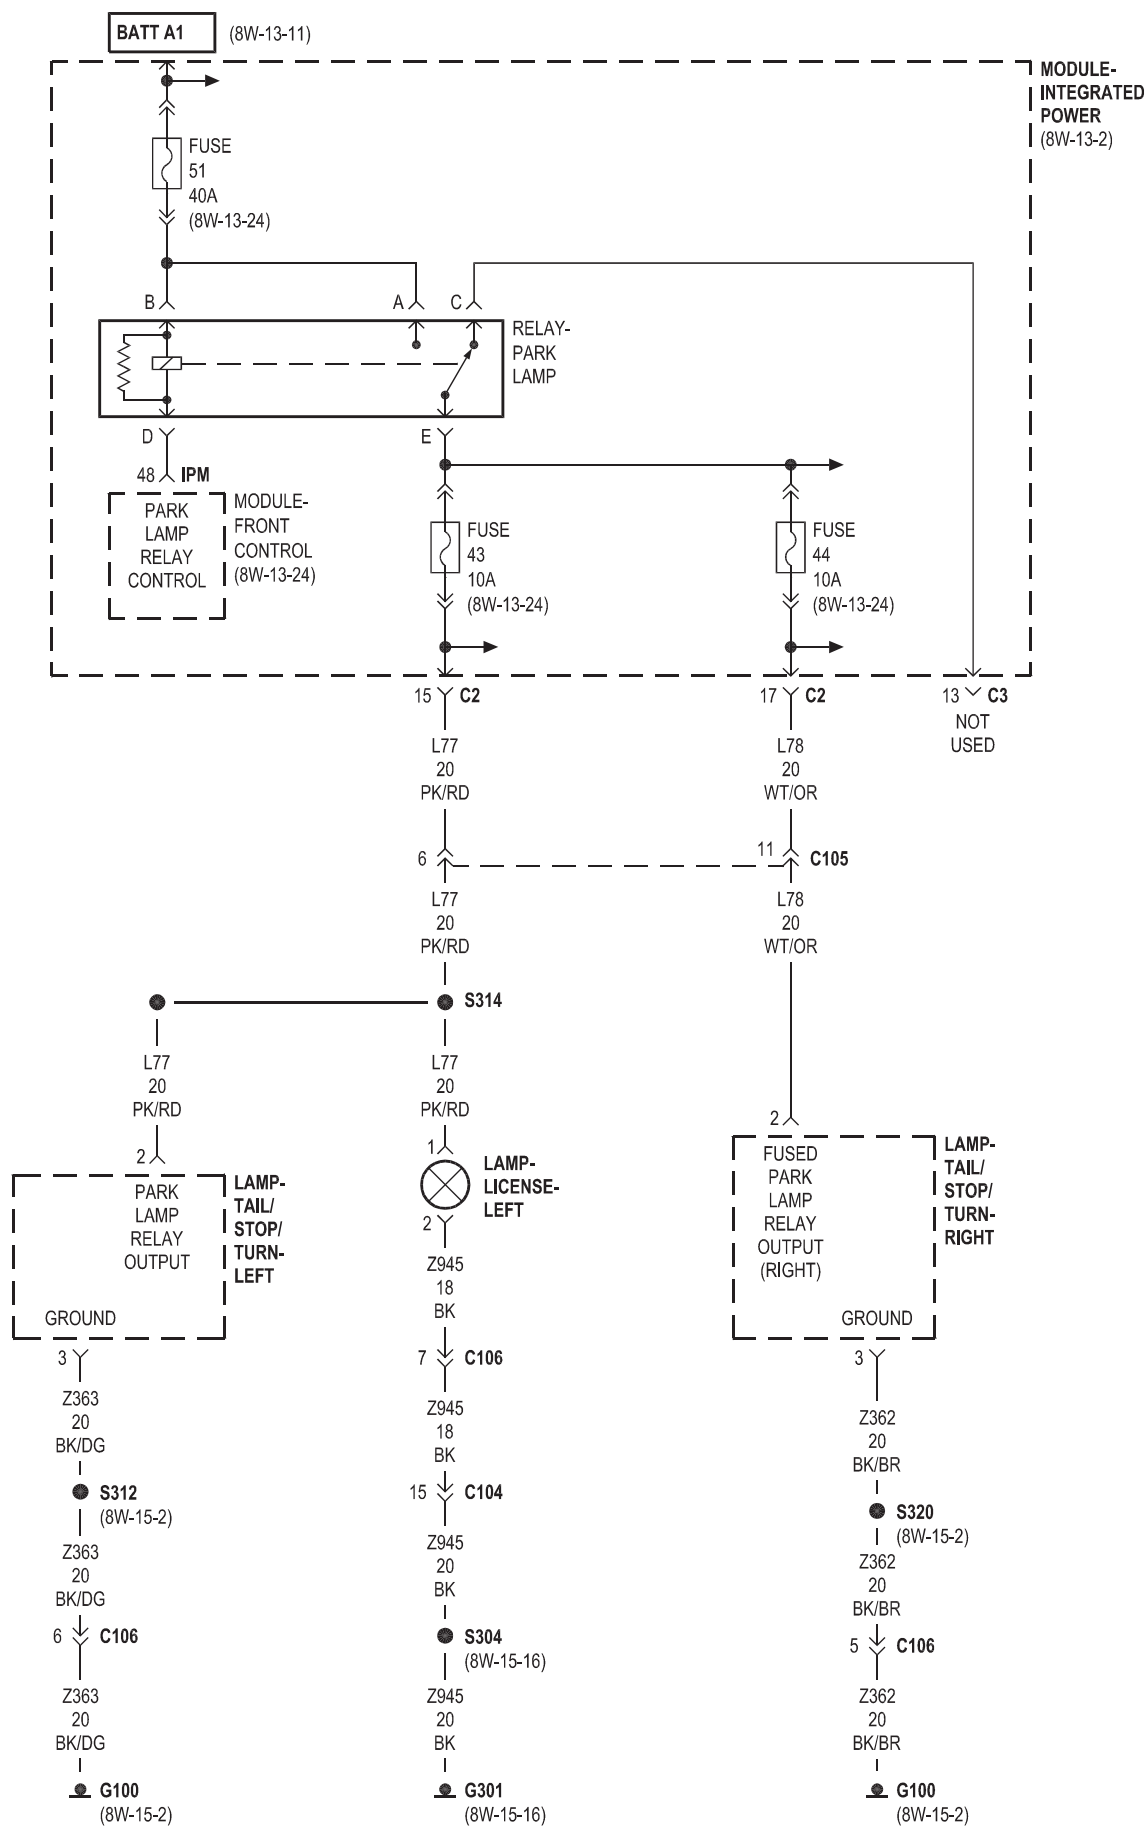 BATT A1
(8W-13-11)
MODULE-
INTEGRATED
POWER
(8W-13-2)
FUSE
51
40A
(8W-13-24)
B
A
C
RELAY-
PARK
LAMP
D
E
48 IPM
PARK
LAMP
RELAY
CONTROL
MODULE-
FRONT
CONTROL
(8W-13-24)
FUSE
43
10A
(8W-13-24)
FUSE
44
10A
(8W-13-24)
15 C2
17 C2
13 C3
NOT
USED
L77
20
PK/RD
L78
20
WT/OR
6
11
C105
L77
20
PK/RD
L78
20
WT/OR
S314
L77
20
PK/RD
L77
20
PK/RD
2
PARK
LAMP
RELAY
OUTPUT
GROUND
LAMP-
TAIL/
STOP/
TURN-
LEFT
1
LAMP-
LICENSE-
LEFT
2
2
FUSED
PARK
LAMP
RELAY
OUTPUT
(RIGHT)
GROUND
LAMP-
TAIL/
STOP/
TURN-
RIGHT
3
Z363
20
BK/DG
S312
(8W-15-2)
Z363
20
BK/DG
6 C106
Z363
20
BK/DG
G100
(8W-15-2)
Z945
18
BK
7 C106
Z945
18
BK
15 C104
Z945
20
BK
S304
(8W-15-16)
Z945
20
BK
G301
(8W-15-16)
3
Z362
20
BK/BR
S320
(8W-15-2)
Z362
20
BK/BR
5 C106
Z362
20
BK/BR
G100
(8W-15-2)